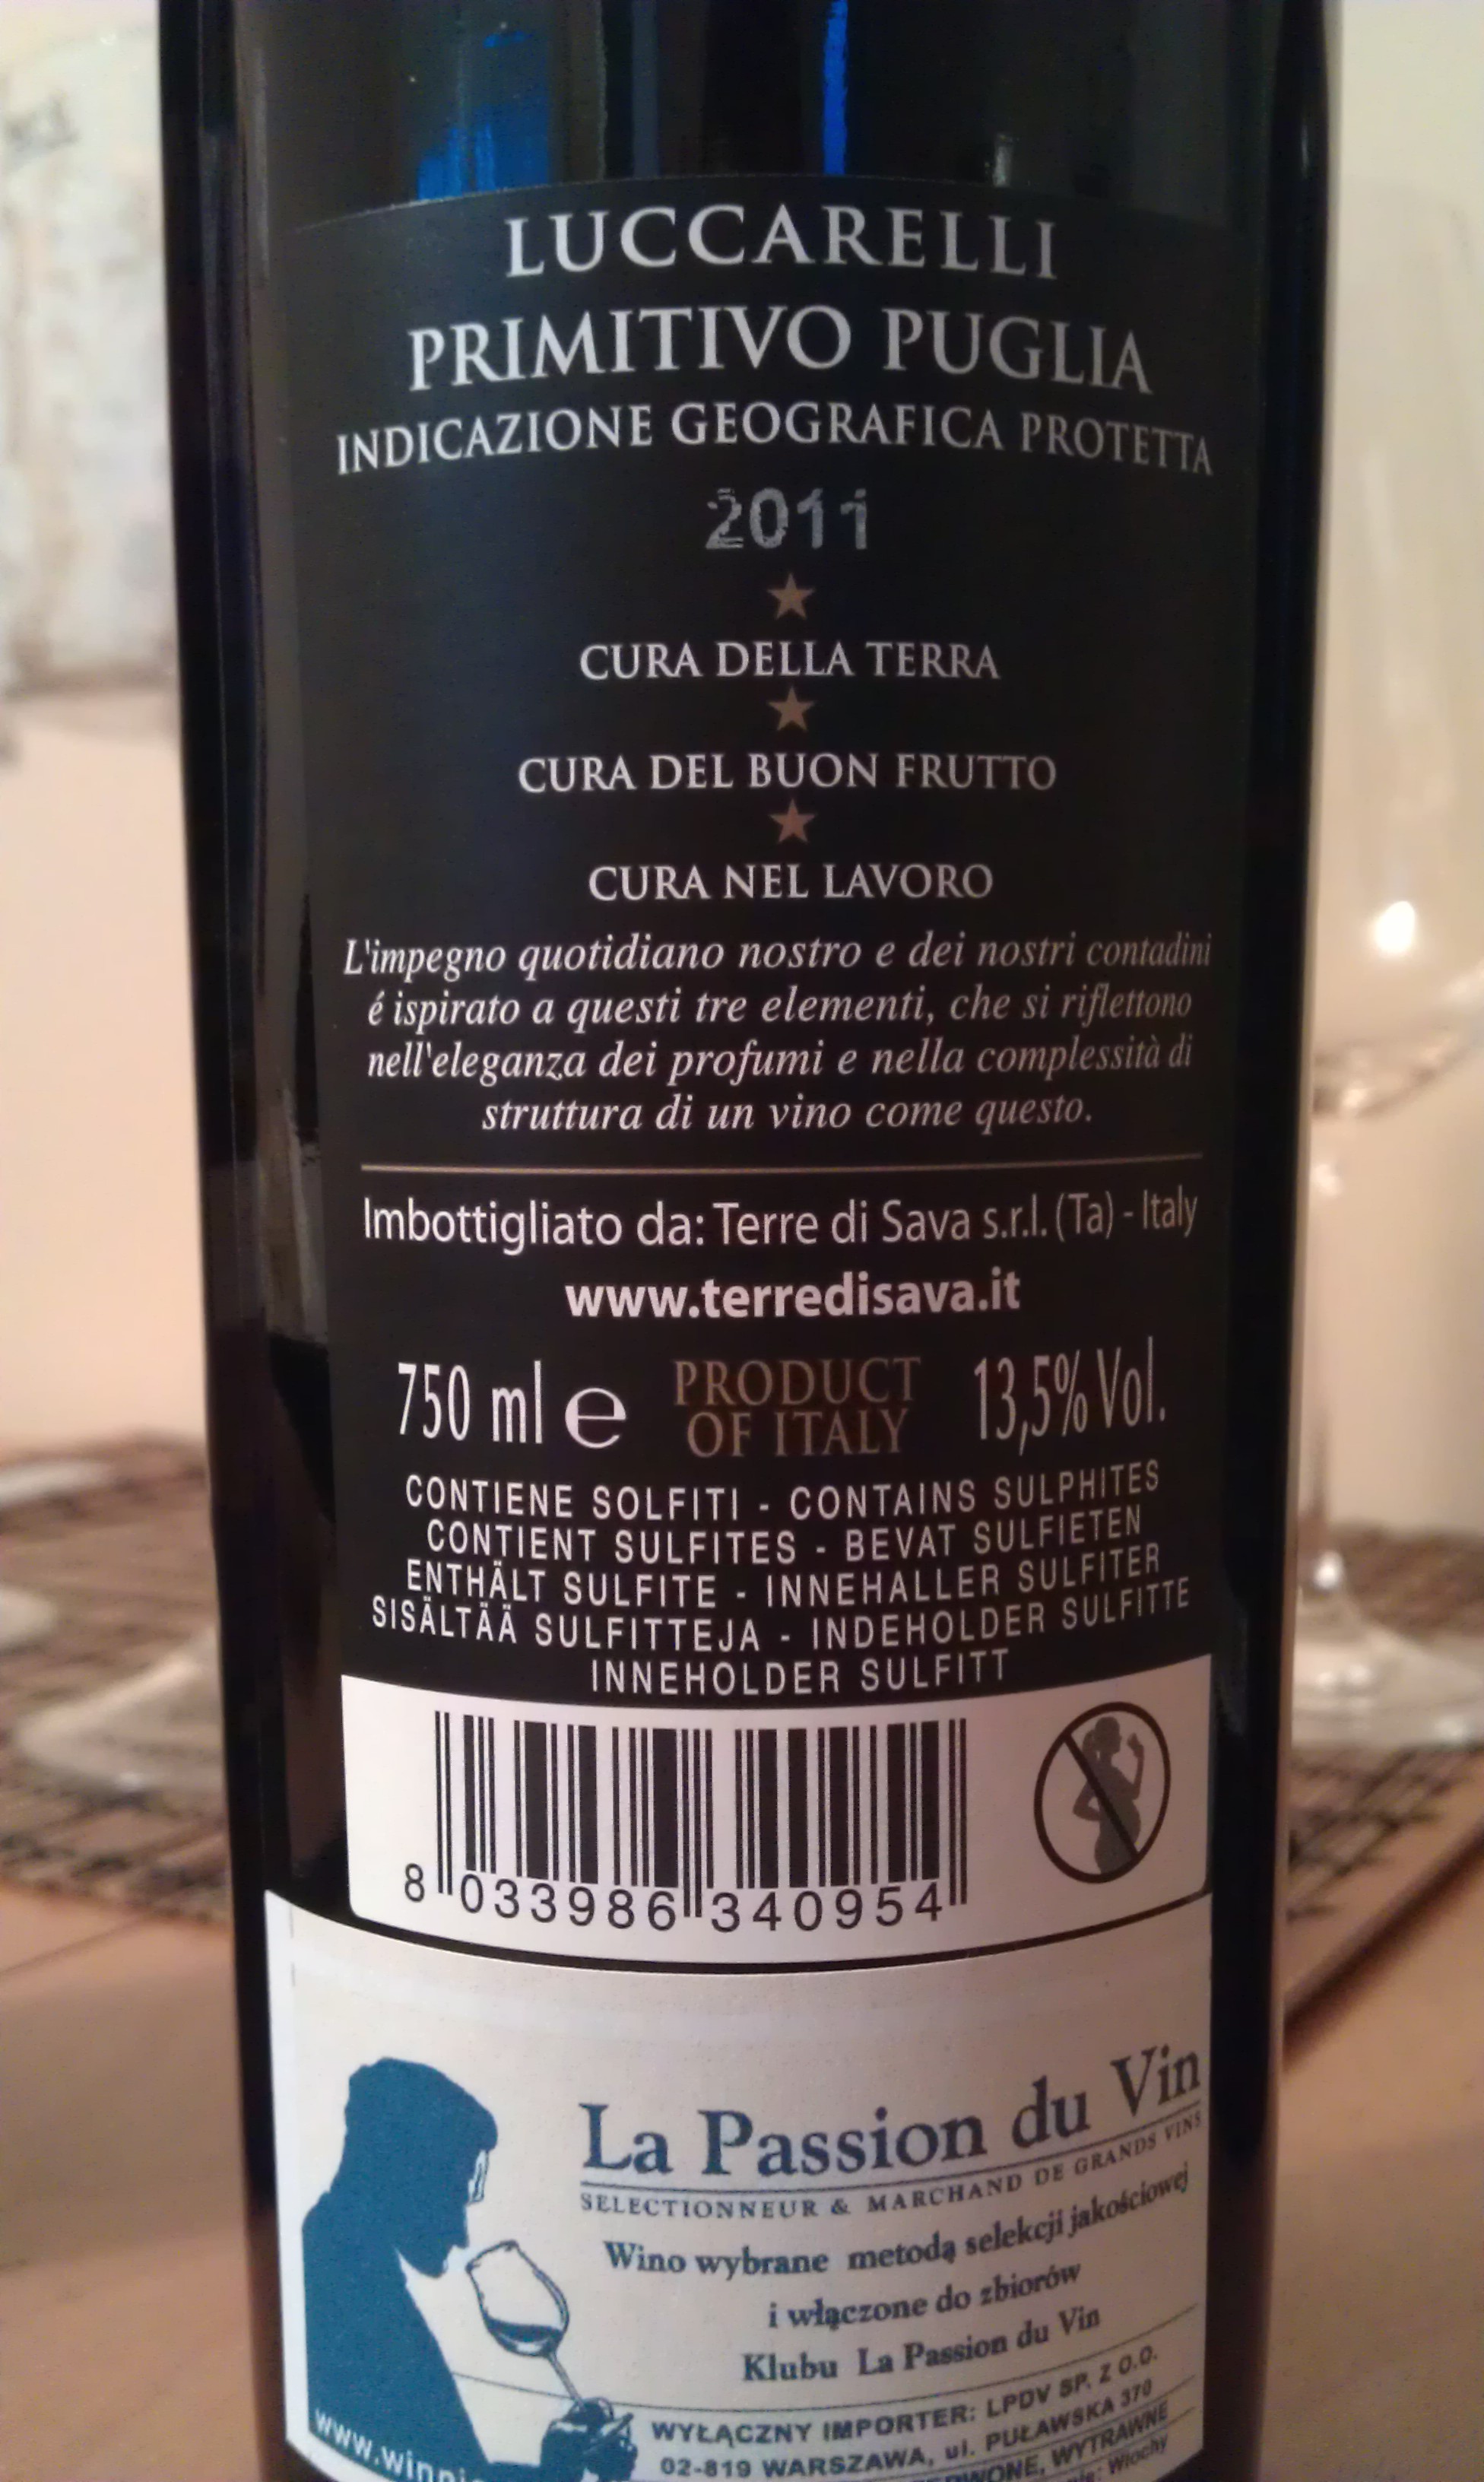 LUCCARELLI
PRIMITIVO PUGLIA
INDICAZIONE GEOGRAFICA PROTETTA
2011
CURA DELLA TERRA
CURA DEL BUON FRUTTO
CURA NEL LAVORO
L'impegno quotidiano nostro e dei nostri contadini
é ispirato a questi tre elementi, che si riflettono
nell'eleganza dei profumi e nella complessità di
struttura di un vino come questo.
Imbottigliato da: Terre di Sava s.r.l. (Ta) - Italy
www.terredisava.it
750 ml e PRODUCT OF ITALY 13,5% Vol.
CONTIENE SOLFITI - CONTAINS SULPHITES
CONTIENT SULFITES - BEVAT SULFIETEN
ENTHÄLT SULFITE - INNEHALLER SULFITER
SISÄLTÄÄ SULFITTEJA - INDEHOLDER SULFITTE
INNEHOLDER SULFITT
8 033986 340954
La Passion du Vin
SELECTIONNEUR & MARCHAND DE GRANDS VINS
Wino wybrane metodą selekcji jakościowej
i włączone do zbiorów
Klubu La Passion du Vin
WYŁĄCZNY IMPORTER: LPDV SP. Z O.O.
02-819 WARSZAWA, ul. PUŁAWSKA 370
WYTRAWNE
Włochy